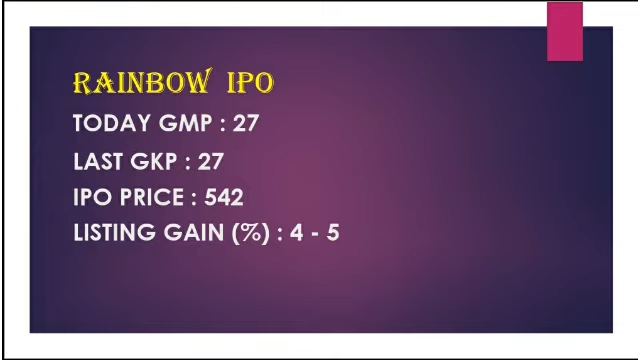 RAINBOW IPO
TODAY GMP : 27
LAST GKP : 27
IPO PRICE : 542
LISTING GAIN (%) : 4 - 5